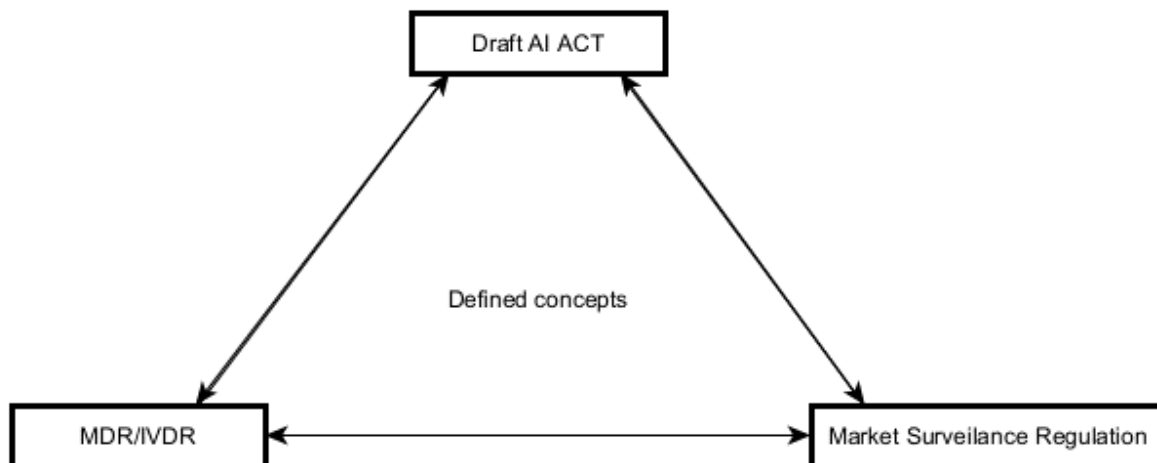 Draft AI ACT
Defined concepts
MDR/IVDR
Market Surveilance Regulation